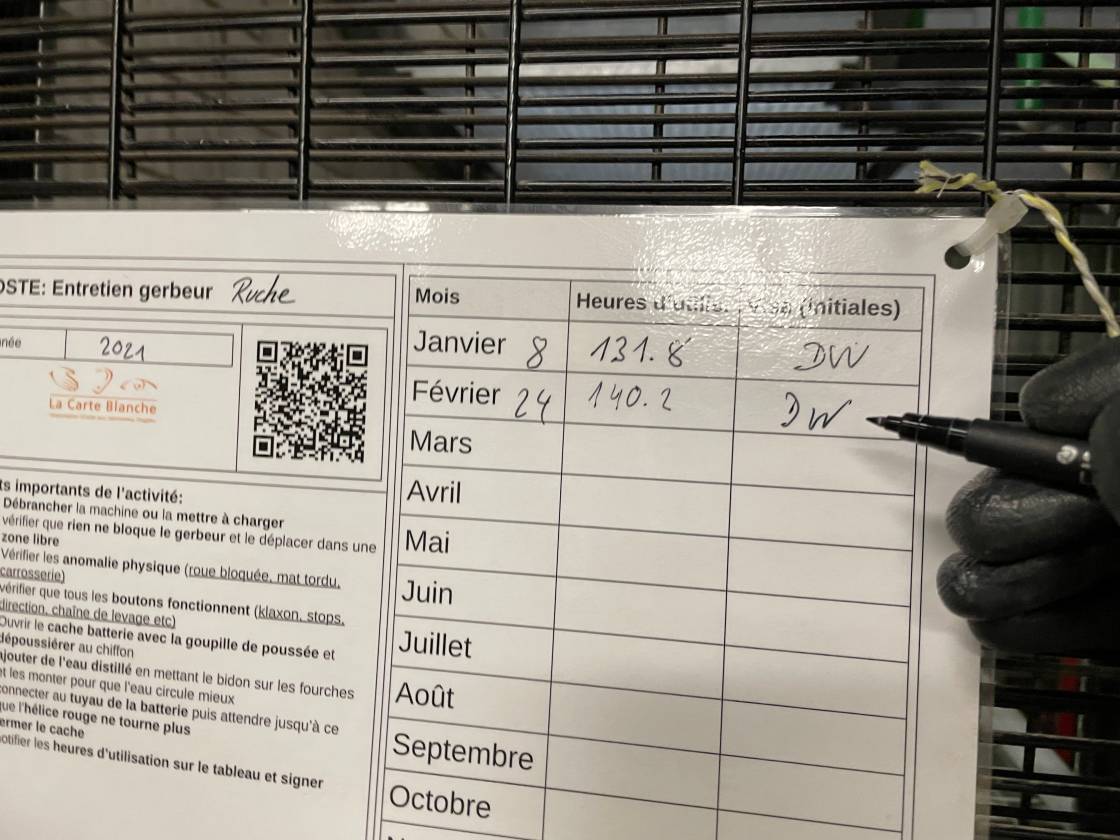 OSTE: Entretien gerbeur Ruche
née 2021
La Carte Blanche
ts importants de l'activité:
Débrancher la machine ou la mettre à charger
vérifier que rien ne bloque le gerbeur et le déplacer dans une
zone libre
Vérifier les anomalie physique (roue bloquée, mat tordu,
carrosserie)
vérifier que tous les boutons fonctionnent (klaxon, stops,
direction, chaîne de levage etc)
Ouvrir le cache batterie avec la goupille de poussée et
dépoussiérer au chiffon
ajouter de l'eau distillé en mettant le bidon sur les fourches
et les monter pour que l'eau circule mieux
connecter au tuyau de la batterie puis attendre jusqu'à ce
que l'hélice rouge ne tourne plus
ermer le cache
notifier les heures d'utilisation sur le tableau et signer
Mois Heures d'utilis. Visa (initiales)
Janvier 8 131.8 DW
Février 24 140.2 DW
Mars
Avril
Mai
Juin
Juillet
Août
Septembre
Octobre